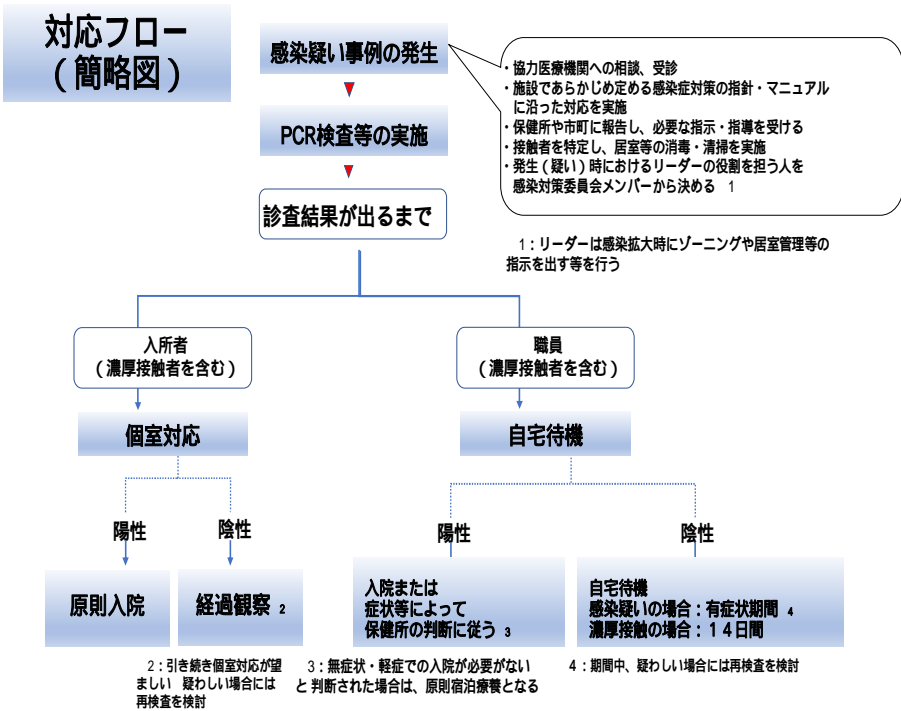 対応フロー
（簡略図）
感染疑い事例の発生
・協力医療機関への相談、受診
・施設であらかじめ定める感染症対策の指針・マニュアル
に沿った対応を実施
・保健所や市町に報告し、必要な指示・指導を受ける
・接触者を特定し、居室等の消毒・清掃を実施
・発生（疑い）時におけるリーダーの役割を担う人を
感染対策委員会メンバーから決める 1
PCR検査等の実施
診査結果が出るまで
1：リーダーは感染拡大時にゾーニングや居室管理等の
指示を出す等を行う
入所者
（濃厚接触者を含む）
職員
（濃厚接触者を含む）
個室対応
自宅待機
陽性
陰性
陽性
陰性
原則入院
経過観察 2
入院または
症状等によって
保健所の判断に従う 3
自宅待機
感染疑いの場合：有症状期間 4
濃厚接触の場合：１４日間
2：引き続き個室対応が望
ましい 疑わしい場合には
再検査を検討
3：無症状・軽症での入院が必要がない
と判断された場合は、原則宿泊療養となる
4：期間中、疑わしい場合には再検査を検討